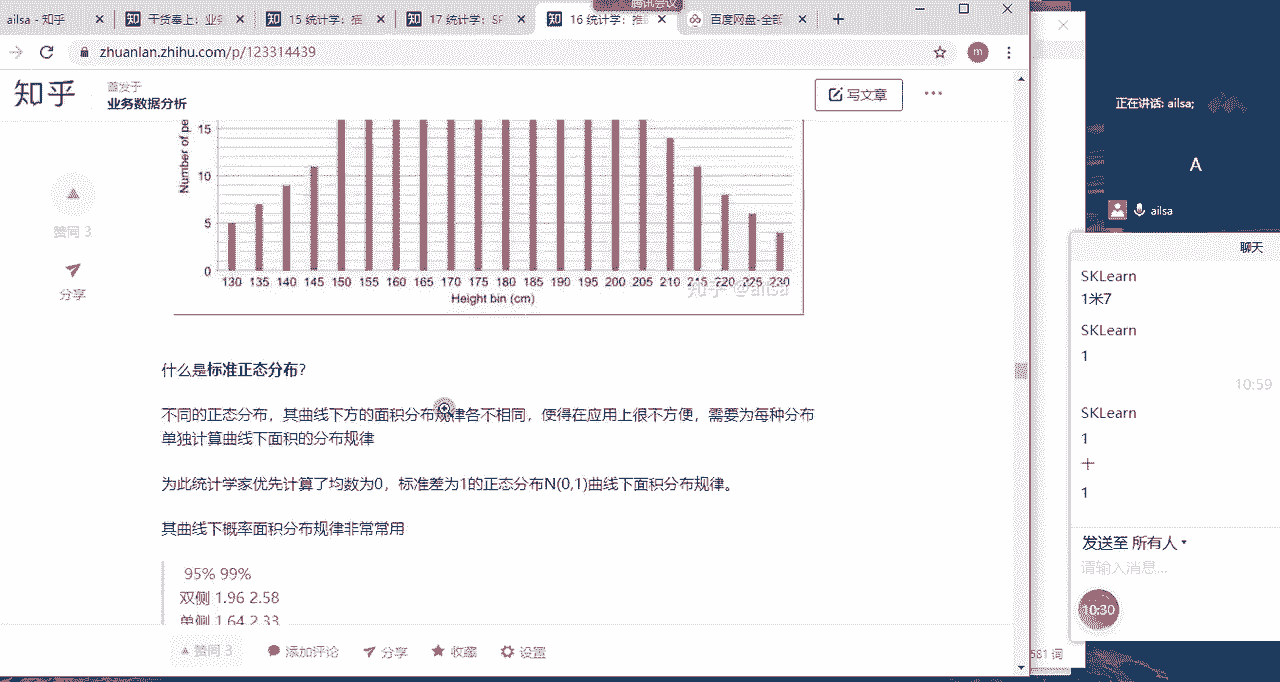 腾讯会议
ailsa - 知乎
干货奉上：业
15 统计学：推
17 统计学：SF
16 统计学：推
百度网盘-全部
zhuanlan.zhihu.com/p/123314439
m
知乎
首发于
业务数据分析
写文章
正在讲话: ailsa;
A
ailsa
聊天
Number of pe
15
10
5
0
130 135 140 145 150 155 160 165 170 175 180 185 190 195 200 205 210 215 220 225 230
Height bin (cm)
知乎 @ailsa
赞同 3
分享
SKLearn
1米7
SKLearn
1
10:59
SKLearn
1
十
1
什么是标准正态分布?
不同的正态分布，其曲线下方的面积分布规律各不相同，使得在应用上很不方便，需要为每种分布
单独计算曲线下面积的分布规律
为此统计学家优先计算了均数为0，标准差为1的正态分布N(0,1)曲线下面积分布规律。
其曲线下概率面积分布规律非常常用
95% 99%
双侧 1.96 2.58
单侧 1.64 2.33
发送至 所有人
请输入消息...
10:30
赞同 3
添加评论
分享
收藏
设置
581 词